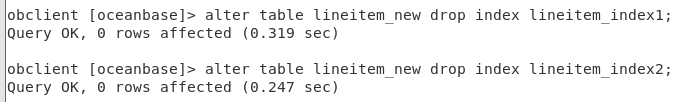 obclient [oceanbase]> alter table lineitem_new drop index lineitem_index1;
Query OK, 0 rows affected (0.319 sec)
obclient [oceanbase]> alter table lineitem_new drop index lineitem_index2;
Query OK, 0 rows affected (0.247 sec)